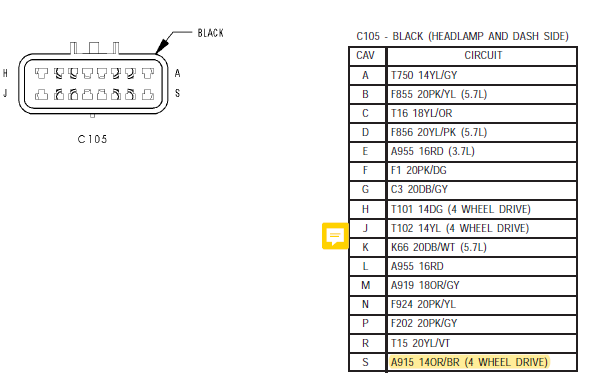 BLACK
H
A
J
S
C105
C105 - BLACK (HEADLAMP AND DASH SIDE)
CAV CIRCUIT
A T750 14YL/GY
B F855 20PK/YL (5.7L)
C T16 18YL/OR
D F856 20YL/PK (5.7L)
E A955 16RD (3.7L)
F F1 20PK/DG
G C3 20DB/GY
H T101 14DG (4 WHEEL DRIVE)
J T102 14YL (4 WHEEL DRIVE)
K K66 20DB/WT (5.7L)
L A955 16RD
M A919 18OR/GY
N F924 20PK/YL
P F202 20PK/GY
R T15 20YL/VT
S A915 14OR/BR (4 WHEEL DRIVE)